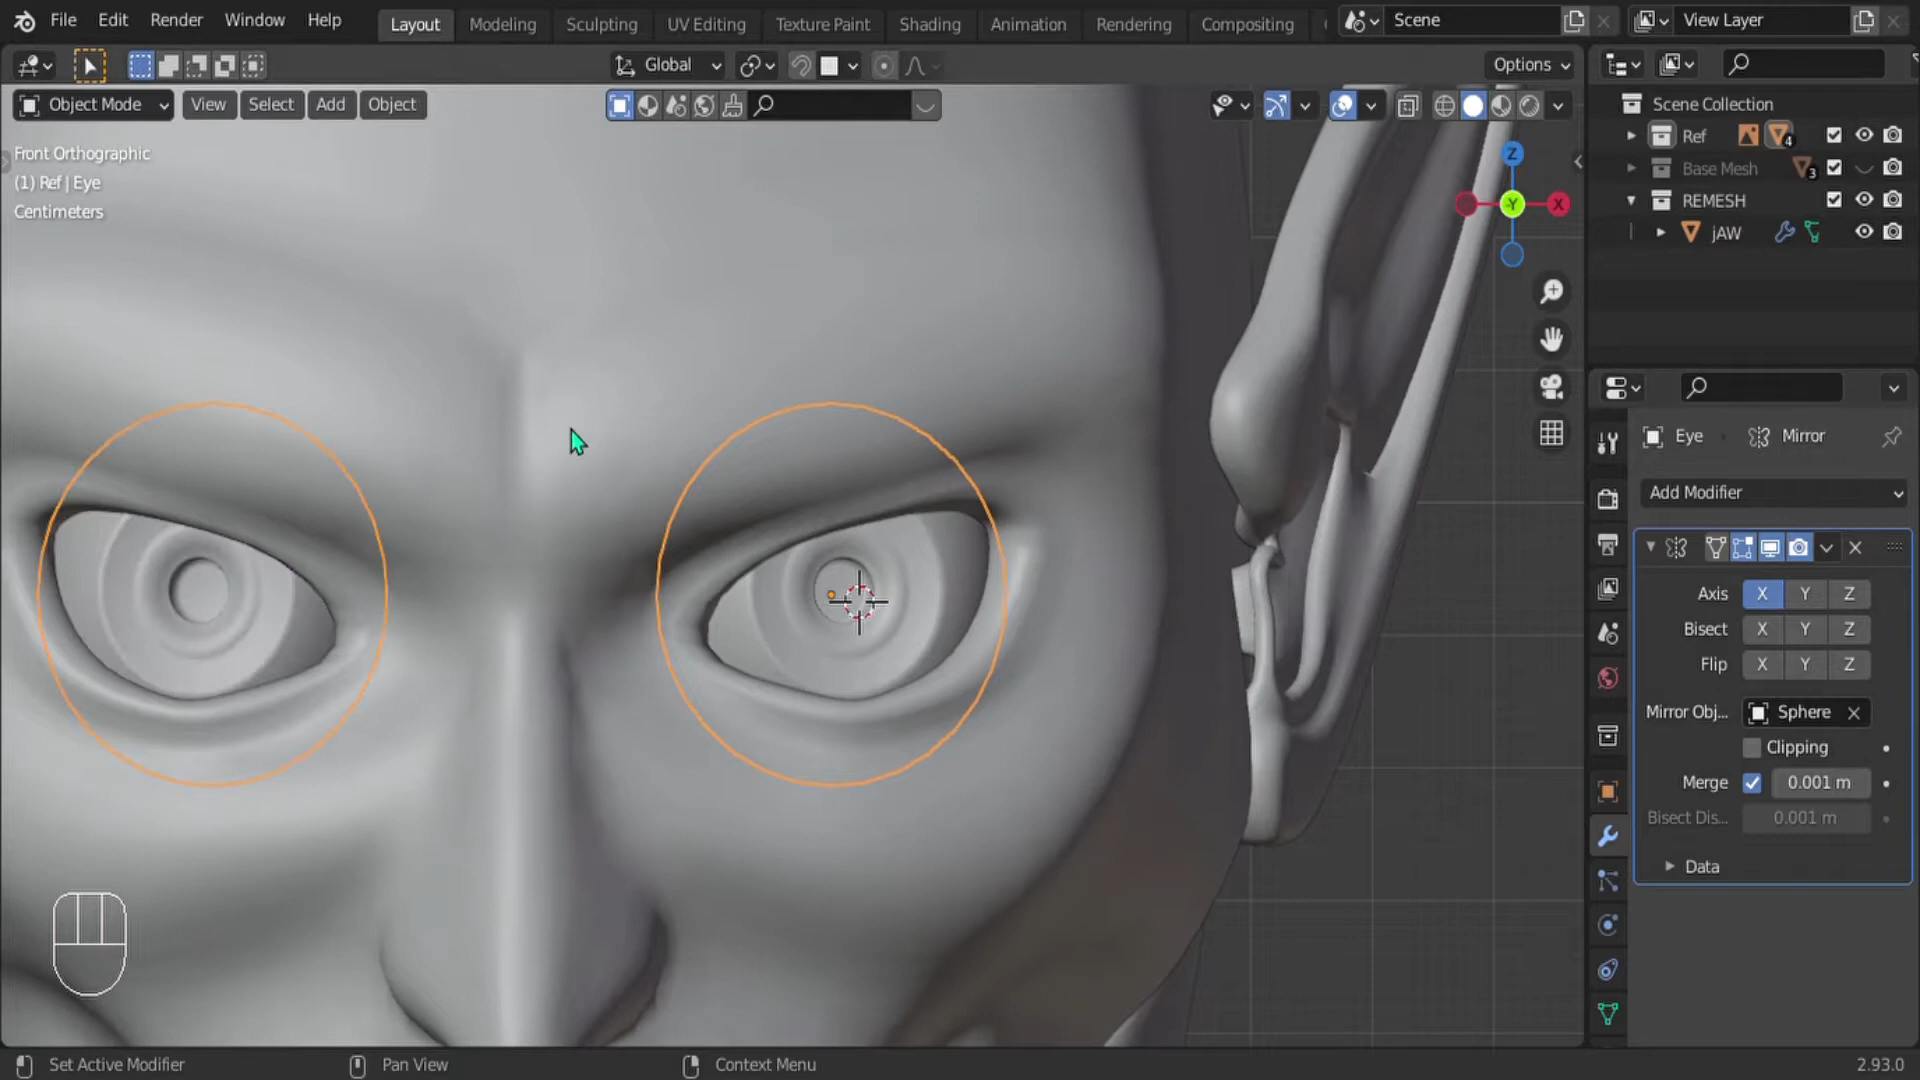 File Edit Render Window Help Layout Modeling Sculpting UV Editing Texture Paint Shading Animation Rendering Compositing Scene View Layer
Global Options
Object Mode View Select Add Object
Front Orthographic
(1) Ref | Eye
Centimeters
Z
Y
X
Scene Collection
Ref 4
Base Mesh 3
REMESH
jAW
Eye Mirror
Add Modifier
Axis X Y Z
Bisect X Y Z
Flip X Y Z
Mirror Obj... Sphere
Clipping
Merge 0.001 m
Bisect Dis... 0.001 m
Data
Set Active Modifier Pan View Context Menu 2.93.0